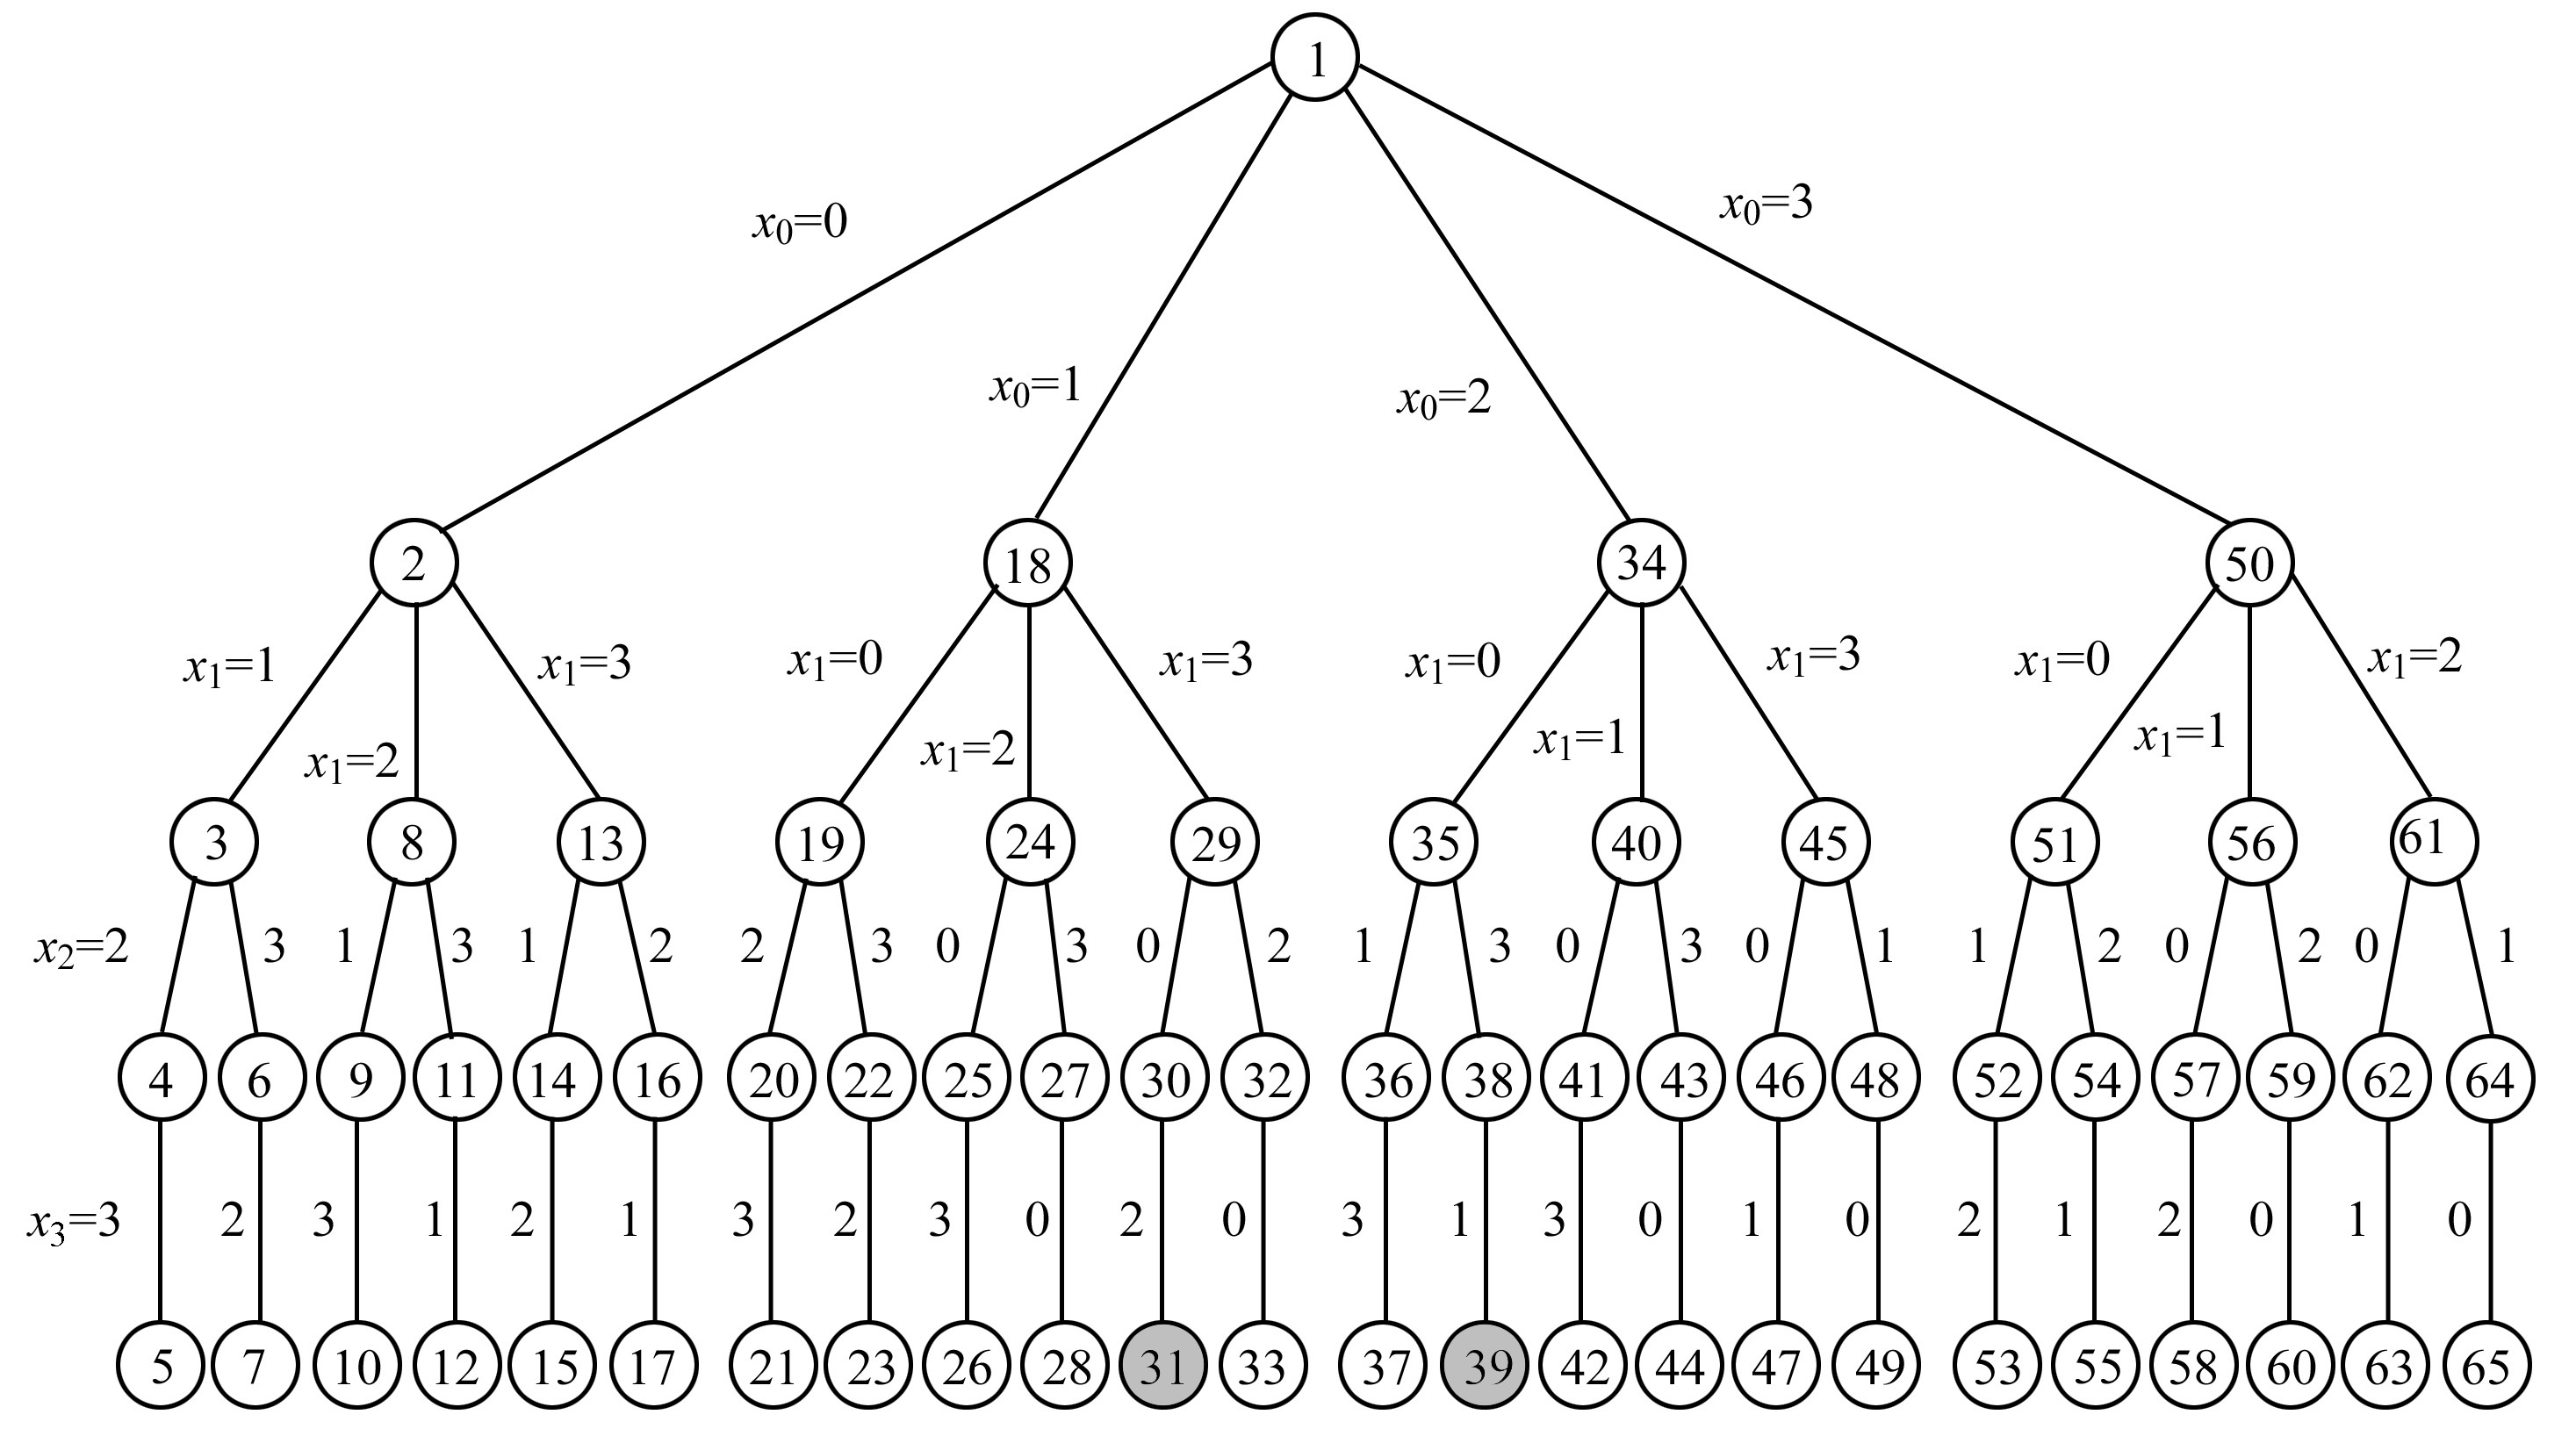 1
x₀=0
x₀=1
x₀=2
x₀=3
2 18 34 50
x₁=1 x₁=2 x₁=3 x₁=0 x₁=2 x₁=3 x₁=0 x₁=1 x₁=3 x₁=0 x₁=1 x₁=2
3 8 13 19 24 29 35 40 45 51 56 61
x₂=2 3 1 3 1 2 2 3 0 3 0 2 1 3 0 3 0 1 1 2 0 2 0 1
4 6 9 11 14 16 20 22 25 27 30 32 36 38 41 43 46 48 52 54 57 59 62 64
x₃=3 2 3 1 2 1 3 2 3 0 2 0 3 1 3 0 1 0 2 1 2 0 1 0
5 7 10 12 15 17 21 23 26 28 31 33 37 39 42 44 47 49 53 55 58 60 63 65